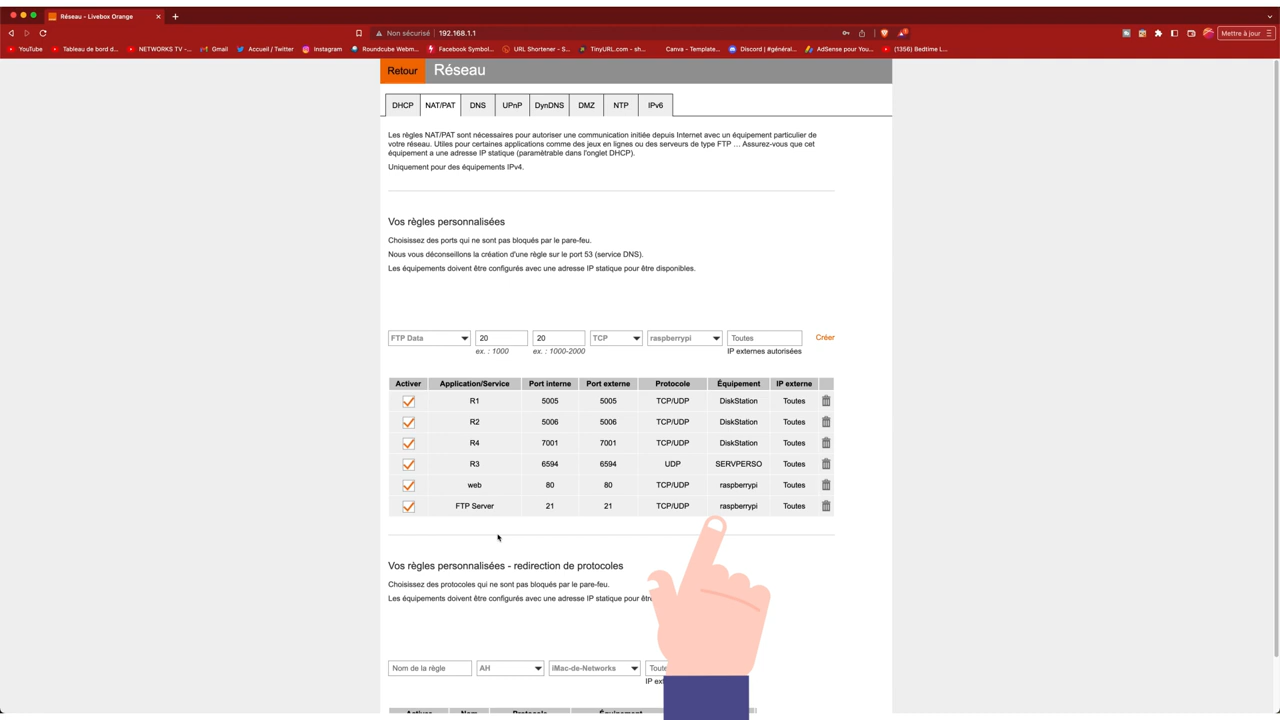 Réseau - Livebox Orange
Non sécurisé 192.168.1.1 Mettre à jour
YouTube Tableau de bord d... NETWORKS TV -... Gmail Accueil / Twitter Instagram Roundcube Webm... Facebook Symbol... URL Shortener - S... TinyURL.com - sh... Canva - Template... Discord | #général... AdSense pour You... (1356) Bedtime L...
Retour Réseau
DHCP NAT/PAT DNS UPnP DynDNS DMZ NTP IPv6
Les règles NAT/PAT sont nécessaires pour autoriser une communication initiée depuis Internet avec un équipement particulier de
votre réseau. Utiles pour certaines applications comme des jeux en lignes ou des serveurs de type FTP ... Assurez-vous que cet
équipement a une adresse IP statique (paramètrable dans l'onglet DHCP).
Uniquement pour des équipements IPv4.
Vos règles personnalisées
Choisissez des ports qui ne sont pas bloqués par le pare-feu.
Nous vous déconseillons la création d'une règle sur le port 53 (service DNS).
Les équipements doivent être configurés avec une adresse IP statique pour être disponibles.
FTP Data 20 20 TCP raspberrypi Toutes Créer
ex. : 1000 ex. : 1000-2000 IP externes autorisées
Activer Application/Service Port interne Port externe Protocole Équipement IP externe
R1 5005 5005 TCP/UDP DiskStation Toutes
R2 5006 5006 TCP/UDP DiskStation Toutes
R4 7001 7001 TCP/UDP DiskStation Toutes
R3 6594 6594 UDP SERVPERSO Toutes
web 80 80 TCP/UDP raspberrypi Toutes
FTP Server 21 21 TCP/UDP raspberrypi Toutes
Vos règles personnalisées - redirection de protocoles
Choisissez des protocoles qui ne sont pas bloqués par le pare-feu.
Les équipements doivent être configurés avec une adresse IP statique pour
Nom de la règle AH iMac-de-Networks
IP
Nom Protocole Équipement